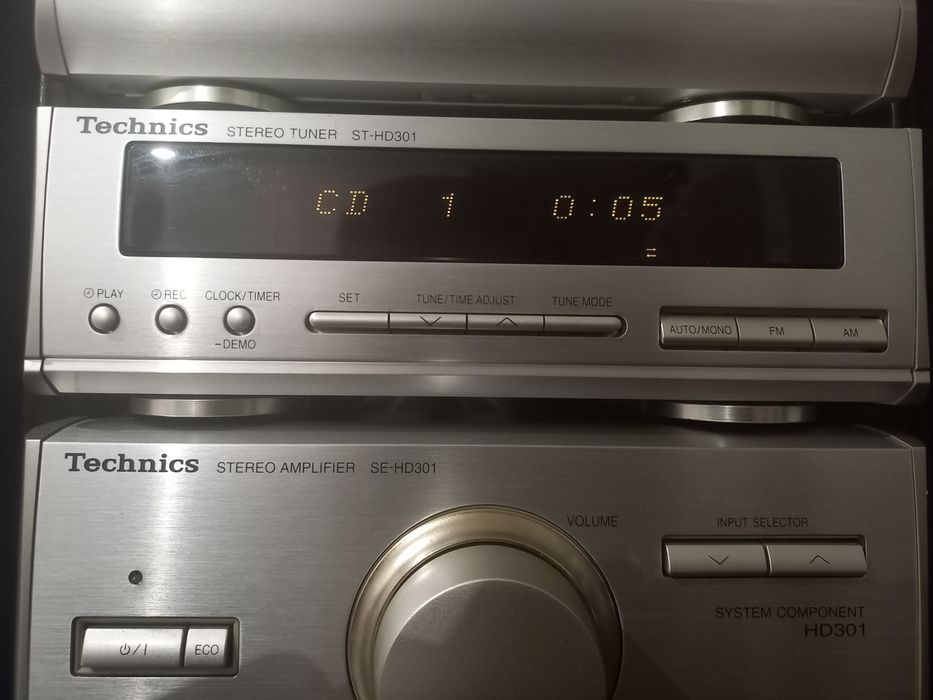 Technics STEREO TUNER ST-HD301
CD 1 0:05
PLAY REC CLOCK/TIMER SET TUNE/TIME ADJUST TUNE MODE
AUTO/MONO FM AM
–DEMO
Technics STEREO AMPLIFIER SE-HD301
VOLUME INPUT SELECTOR
SYSTEM COMPONENT
HD301
⏻/I ECO